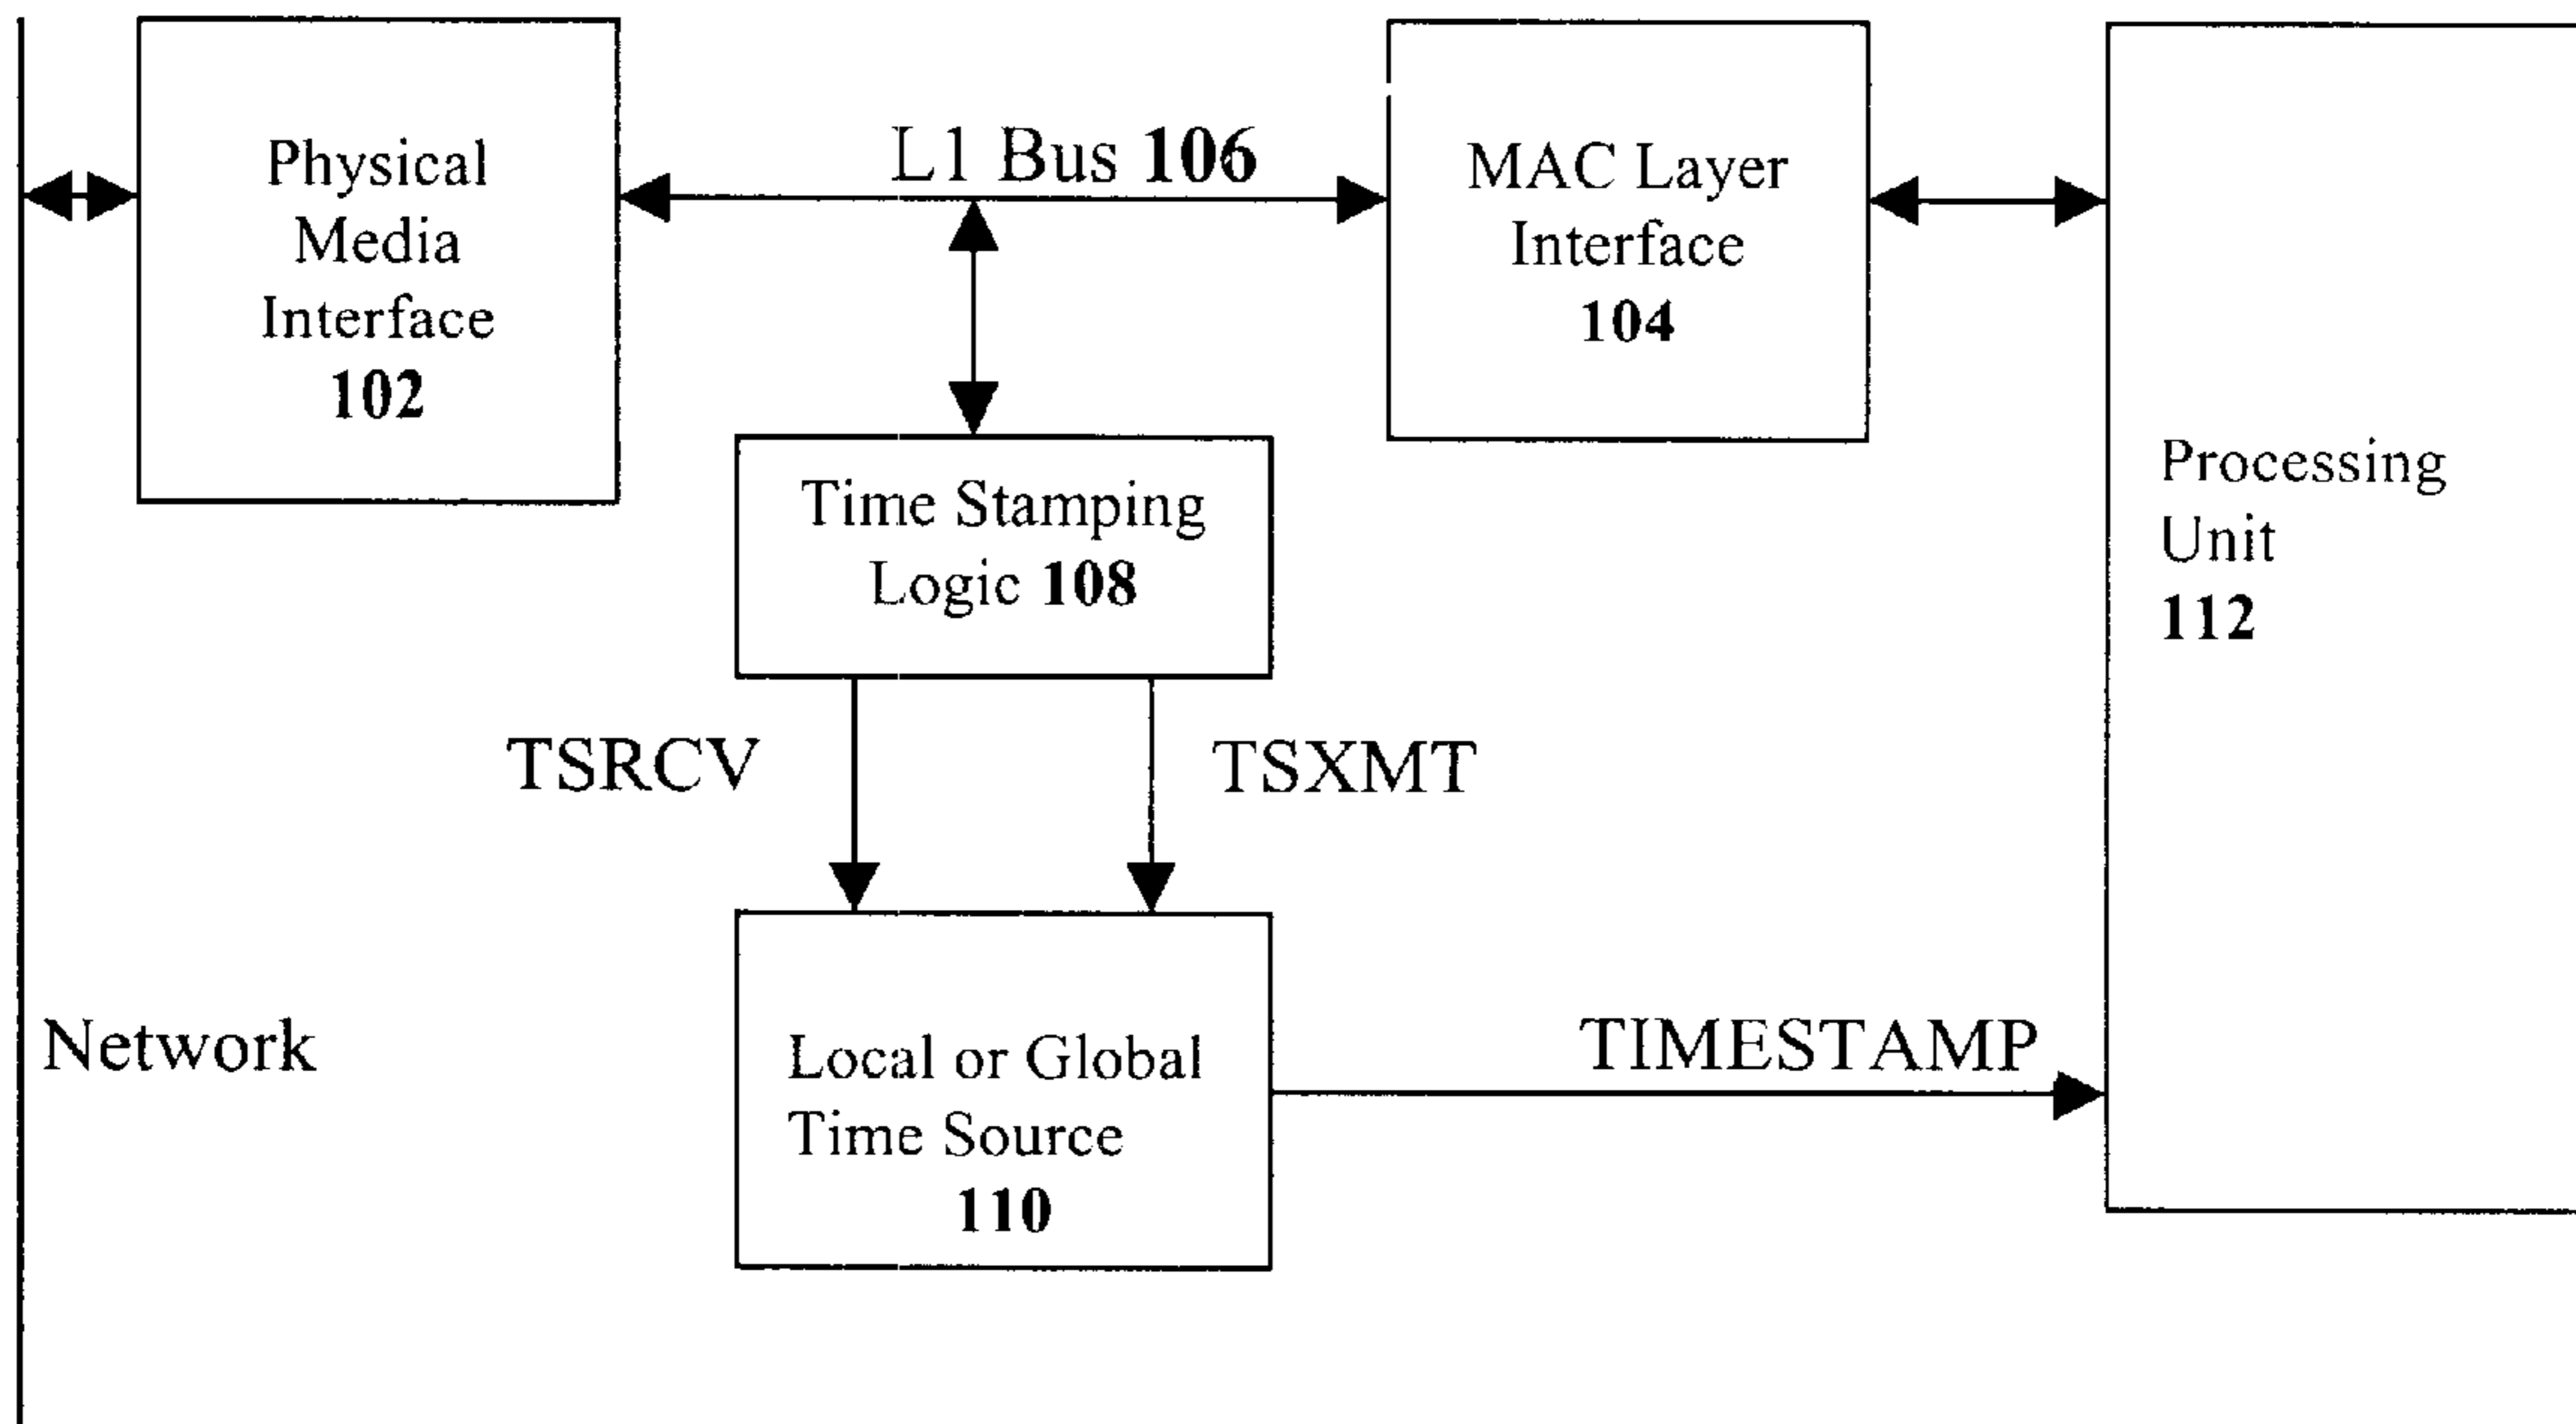 Physical
Media
Interface
102
L1 Bus 106
MAC Layer
Interface
104
Processing
Unit
112
Time Stamping
Logic 108
TSRCV
TSXMT
Network
Local or Global
Time Source
110
TIMESTAMP